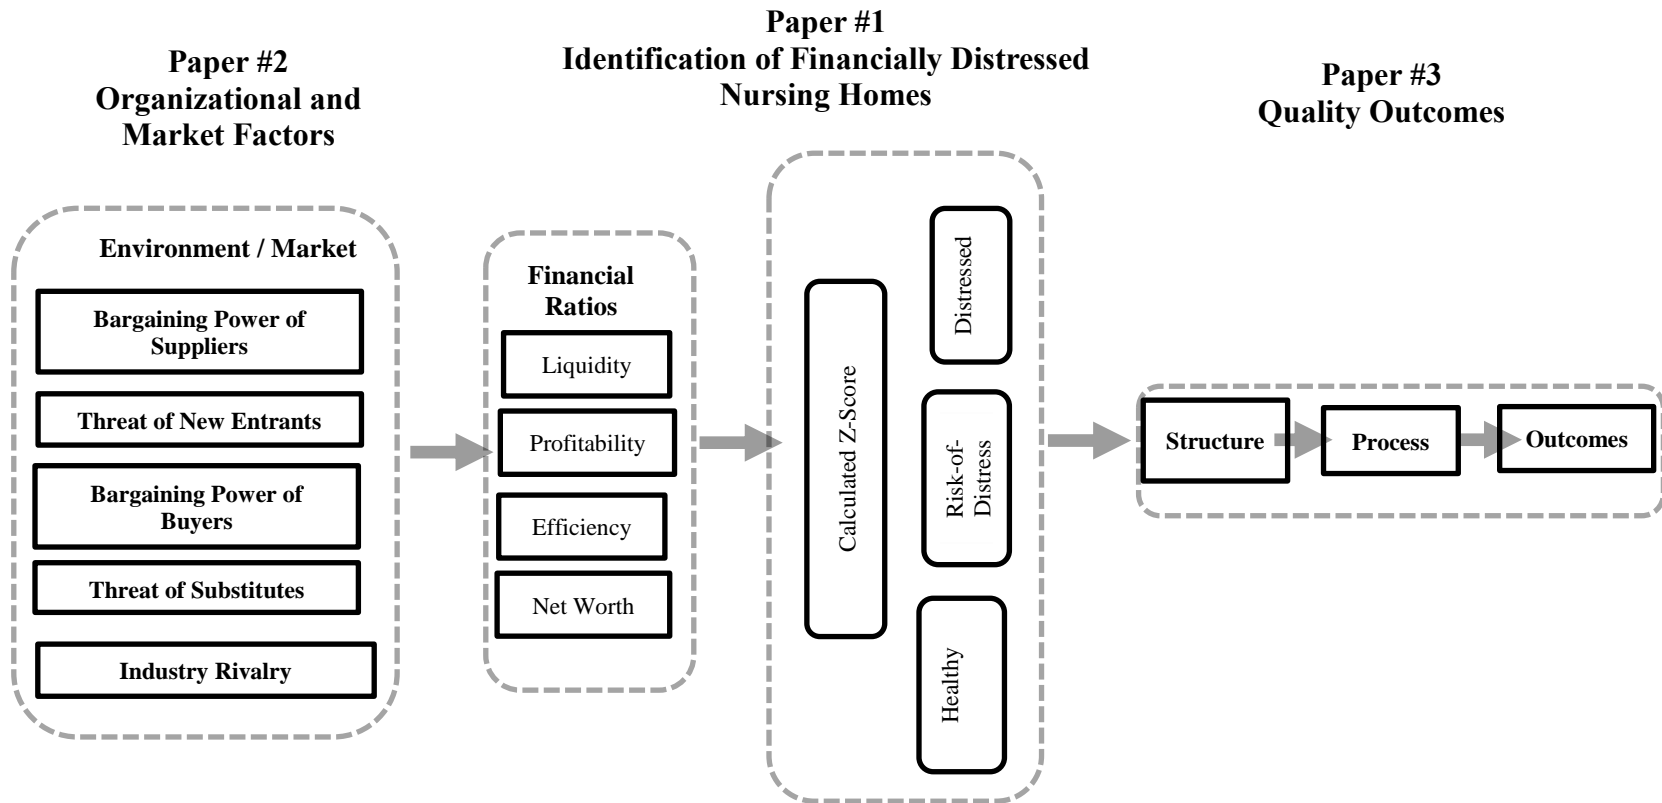 Paper #2
Organizational and
Market Factors
Paper #1
Identification of Financially Distressed
Nursing Homes
Paper #3
Quality Outcomes
Environment / Market
Bargaining Power of
Suppliers
Threat of New Entrants
Bargaining Power of
Buyers
Threat of Substitutes
Industry Rivalry
Financial
Ratios
Liquidity
Profitability
Efficiency
Net Worth
Calculated Z-Score
Distressed
Risk-of-
Distress
Healthy
Structure
Process
Outcomes